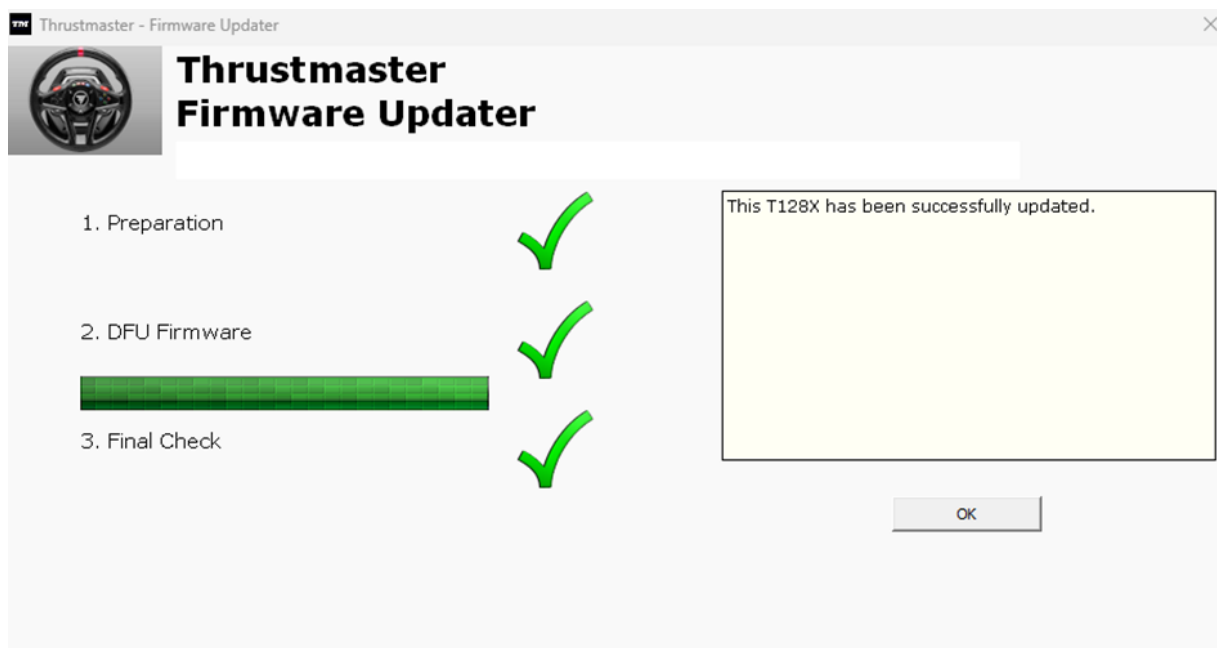 TM Thrustmaster - Firmware Updater
Thrustmaster
Firmware Updater
1. Preparation
This T128X has been successfully updated.
2. DFU Firmware
3. Final Check
OK